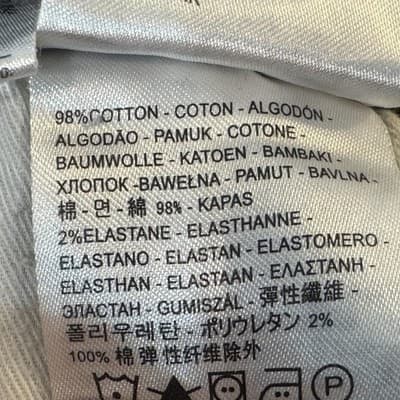 98%COTTON - COTON - ALGODÓN -
ALGODÃO - PAMUK - COTONE -
BAUMWOLLE - KATOEN - BAMBAKI -
ХЛОПОК -BAWEŁNA - PAMUT - BAVLNA -
棉 - 면 - 綿 98% - KAPAS
2%ELASTANE - ELASTHANNE -
ELASTANO - ELASTAN - ELASTOMERO -
ELASTHAN - ELASTAAN - ΕΛΑΣΤΑΝΗ -
ЭЛАСТАН - GUMISZÁL - 彈性纖維 -
폴리우레탄 - ポリウレタン 2%
100% 棉 弹性纤维除外
P